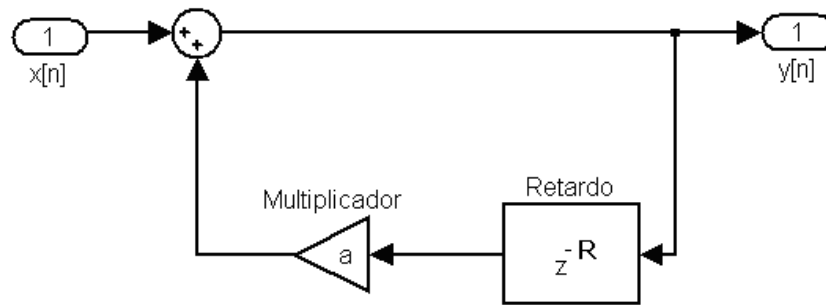 1
+
+
1
x[n]
y[n]
Multiplicador
Retardo
a
z-R